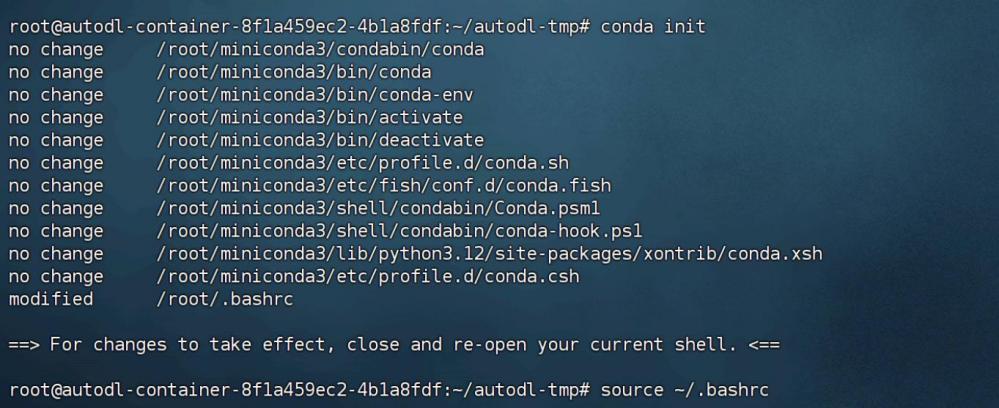 root@autodl-container-8f1a459ec2-4b1a8fdf:~/autodl-tmp# conda init
no change     /root/miniconda3/condabin/conda
no change     /root/miniconda3/bin/conda
no change     /root/miniconda3/bin/conda-env
no change     /root/miniconda3/bin/activate
no change     /root/miniconda3/bin/deactivate
no change     /root/miniconda3/etc/profile.d/conda.sh
no change     /root/miniconda3/etc/fish/conf.d/conda.fish
no change     /root/miniconda3/shell/condabin/Conda.psm1
no change     /root/miniconda3/shell/condabin/conda-hook.ps1
no change     /root/miniconda3/lib/python3.12/site-packages/xontrib/conda.xsh
no change     /root/miniconda3/etc/profile.d/conda.csh
modified      /root/.bashrc
==> For changes to take effect, close and re-open your current shell. <==
root@autodl-container-8f1a459ec2-4b1a8fdf:~/autodl-tmp# source ~/.bashrc